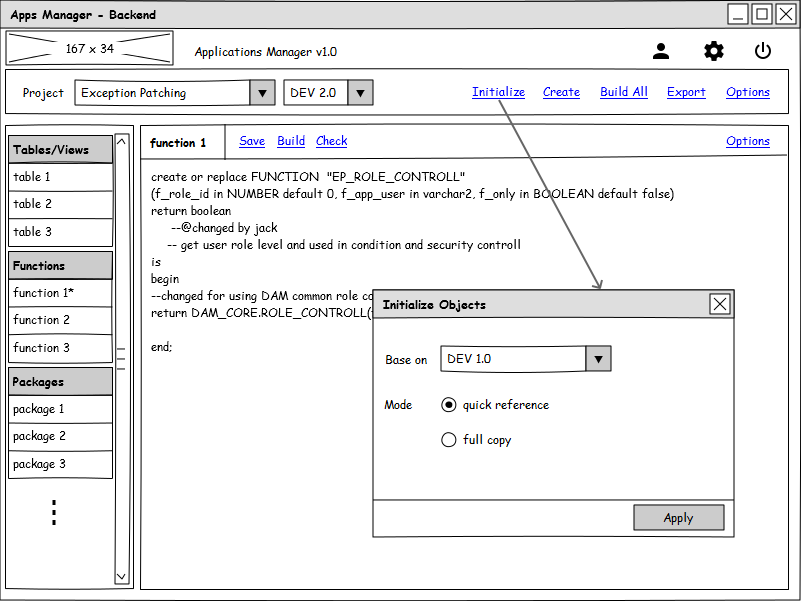 Apps Manager - Backend
167 x 34
Applications Manager v1.0
Project Exception Patching DEV 2.0 Initialize Create Build All Export Options
Tables/Views
table 1
table 2
table 3
Functions
function 1*
function 2
function 3
Packages
package 1
package 2
package 3
function 1 Save Build Check Options
create or replace FUNCTION "EP_ROLE_CONTROLL"
(f_role_id in NUMBER default 0, f_app_user in varchar2, f_only in BOOLEAN default false)
return boolean
--@changed by jack
-- get user role level and used in condition and security controll
is
begin
--changed for using DAM common role co
return DAM_CORE.ROLE_CONTROLL(
end;
Initialize Objects
Base on DEV 1.0
Mode quick reference
full copy
Apply